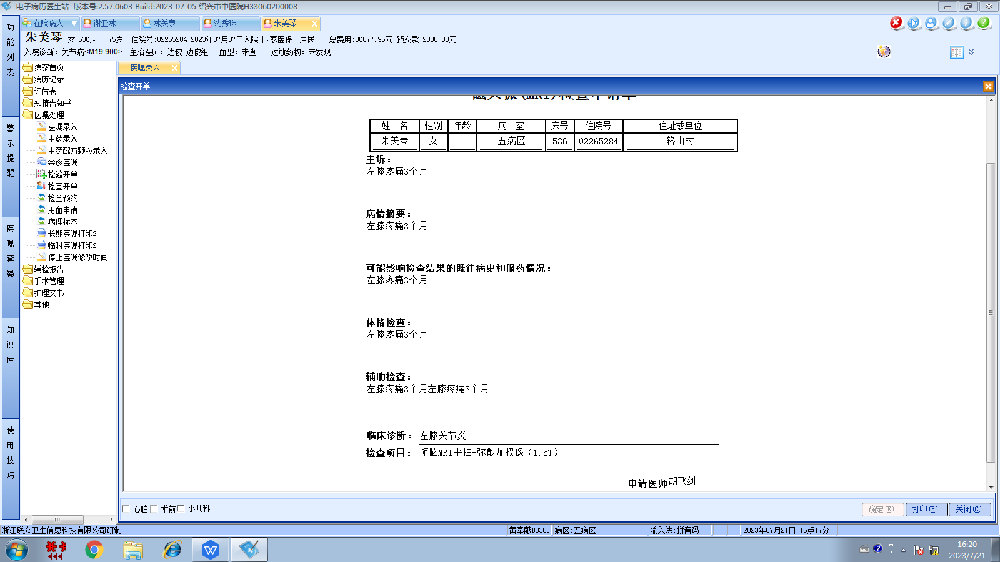 电子病历医生站 版本号:2.57.0603 Build:2023-07-05 绍兴市中医院H33060200008
在院病人 谢亚林 林关泉 沈秀珠 朱美琴
朱美琴 女 536床 75岁 住院号:02265284 2023年07月07日入院 国家医保 居民 总费用:36077.96元 预交款:2000.00元
入院诊断: 关节病<M19.900> 主治医师: 边俊 边俊组 血型: 未查 过敏药物: 未发现
功能列表
警示提醒
医嘱套餐
知识库
使用技巧
病案首页
病历记录
评估表
知情告知书
医嘱处理
医嘱录入
中药录入
中药配方颗粒录入
会诊医嘱
检验开单
检查开单
检查预约
用血申请
病理标本
长期医嘱打印2
临时医嘱打印2
停止医嘱修改时间
辅检报告
手术管理
护理文书
其他
医嘱录入
检查开单
磁共振(MRI)检查申请单
姓 名 性别 年龄 病 室 床号 住院号 住址或单位
朱美琴 女 五病区 536 02265284 辂山村
主诉:
左膝疼痛3个月
病情摘要:
左膝疼痛3个月
可能影响检查结果的既往病史和服药情况:
左膝疼痛3个月
体格检查:
左膝疼痛3个月
辅助检查:
左膝疼痛3个月左膝疼痛3个月
临床诊断: 左膝关节炎
检查项目: 颅脑MRI平扫+弥散加权像（1.5T）
申请医师 胡飞剑
心脏 术前 小儿科
确定(E) 打印(P) 关闭(C)
浙江联众卫生信息科技有限公司研制 黄奉献D330E 病区:五病区 输入法:拼音码 2023年07月21日 16点17分
16:20
2023/7/21